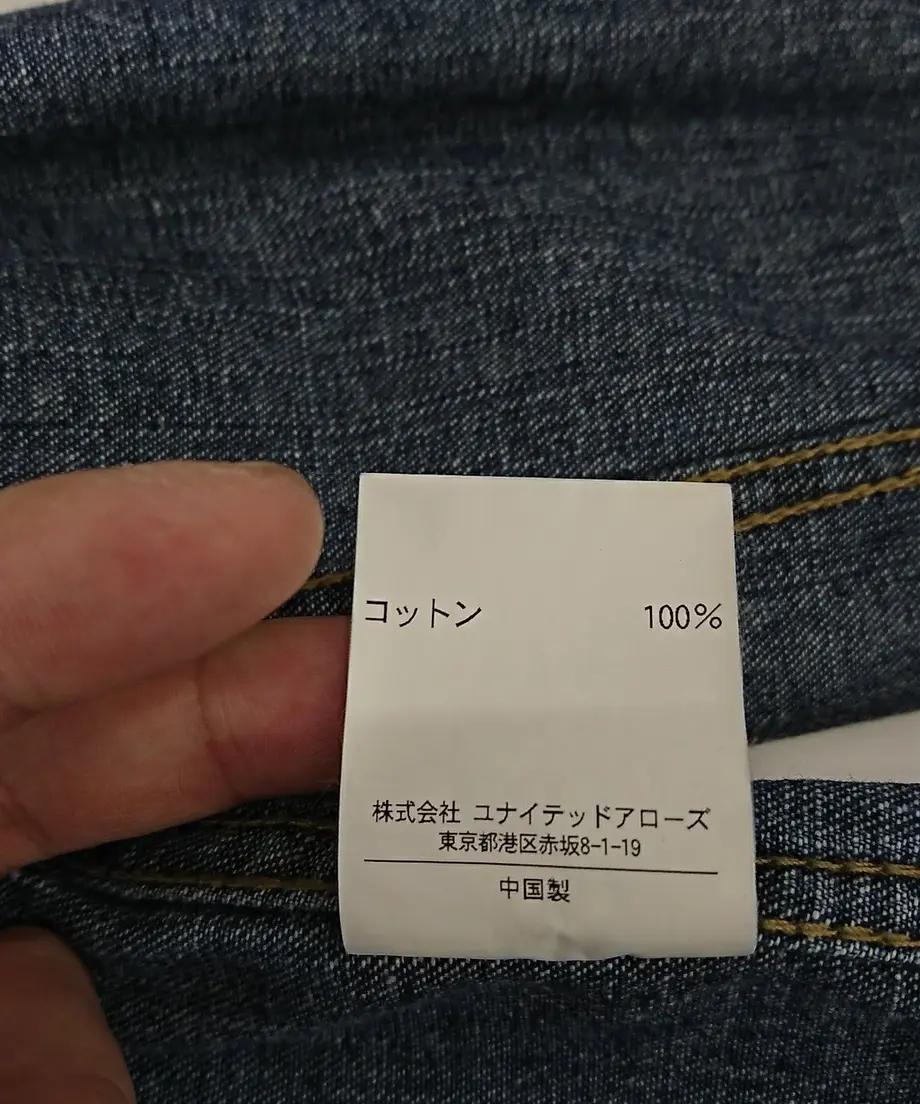 コットン 100%
株式会社 ユナイテッドアローズ
東京都港区赤坂8-1-19
中国製